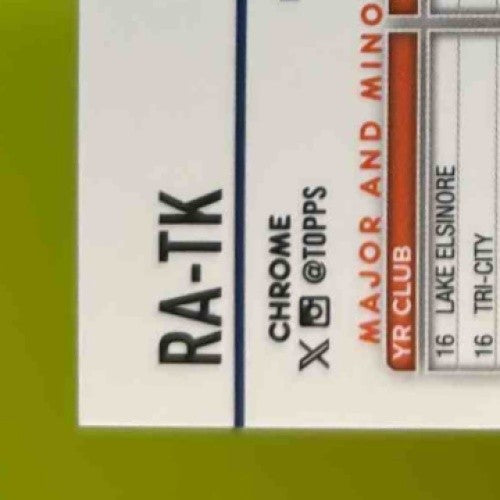 RA-TK
CHROME
X @TOPPS
MAJOR AND MINO
YR CLUB
16 LAKE ELSINORE
16 TRI-CITY